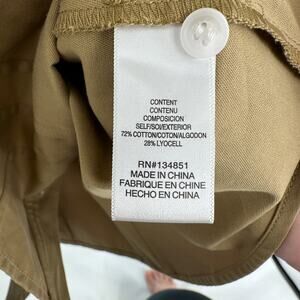 CONTENT
CONTENU
COMPOSICION
SELF/SOI/EXTERIOR
72% COTTON/COTON/ALGODON
28% LYOCELL
RN#134851
MADE IN CHINA
FABRIQUE EN CHINE
HECHO EN CHINA